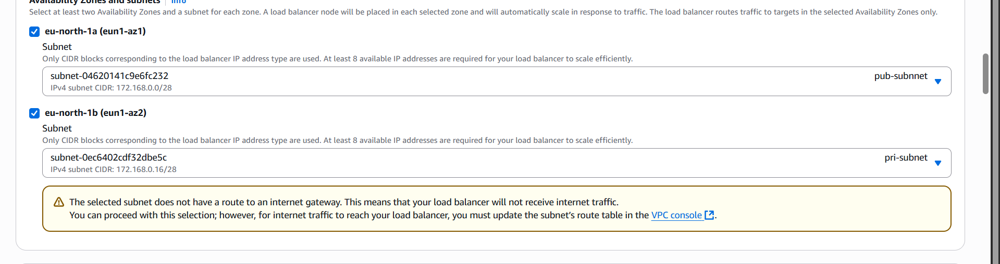 Availability Zones and subnets | Info
Select at least two Availability Zones and a subnet for each zone. A load balancer node will be placed in each selected zone and will automatically scale in response to traffic. The load balancer routes traffic to targets in the selected Availability Zones only.
eu-north-1a (eun1-az1)
Subnet
Only CIDR blocks corresponding to the load balancer IP address type are used. At least 8 available IP addresses are required for your load balancer to scale efficiently.
subnet-04620141c9e6fc232 pub-subnnet
IPv4 subnet CIDR: 172.168.0.0/28
eu-north-1b (eun1-az2)
Subnet
Only CIDR blocks corresponding to the load balancer IP address type are used. At least 8 available IP addresses are required for your load balancer to scale efficiently.
subnet-0ec6402cdf32dbe5c pri-subnet
IPv4 subnet CIDR: 172.168.0.16/28
The selected subnet does not have a route to an internet gateway. This means that your load balancer will not receive internet traffic.
You can proceed with this selection; however, for internet traffic to reach your load balancer, you must update the subnet’s route table in the VPC console.